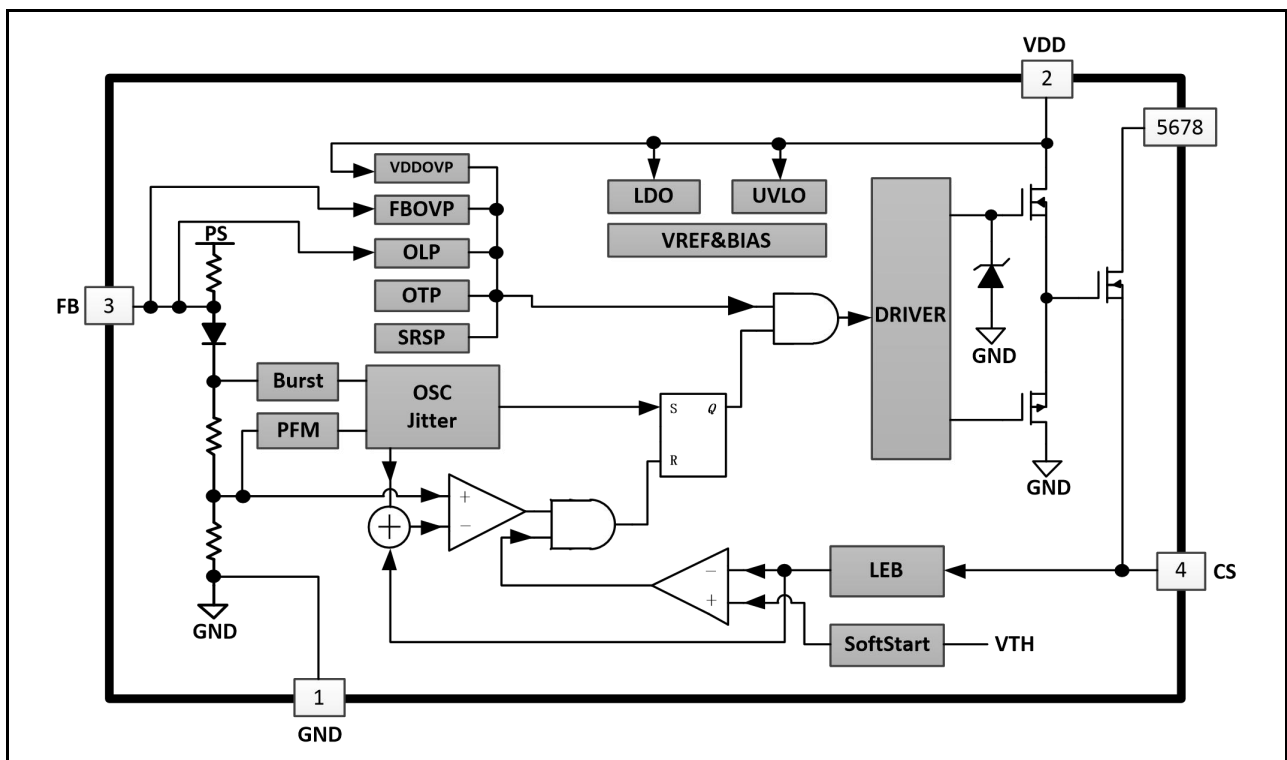 VDD
2
5678
VDDOVP
LDO
UVLO
FBOVP
PS
VREF&BIAS
OLP
FB
3
OTP
SRSP
DRIVER
GND
Burst
OSC
Jitter
PFM
S
Q
R
GND
+
−
+
LEB
−
+
4
CS
GND
SoftStart
VTH
1
GND